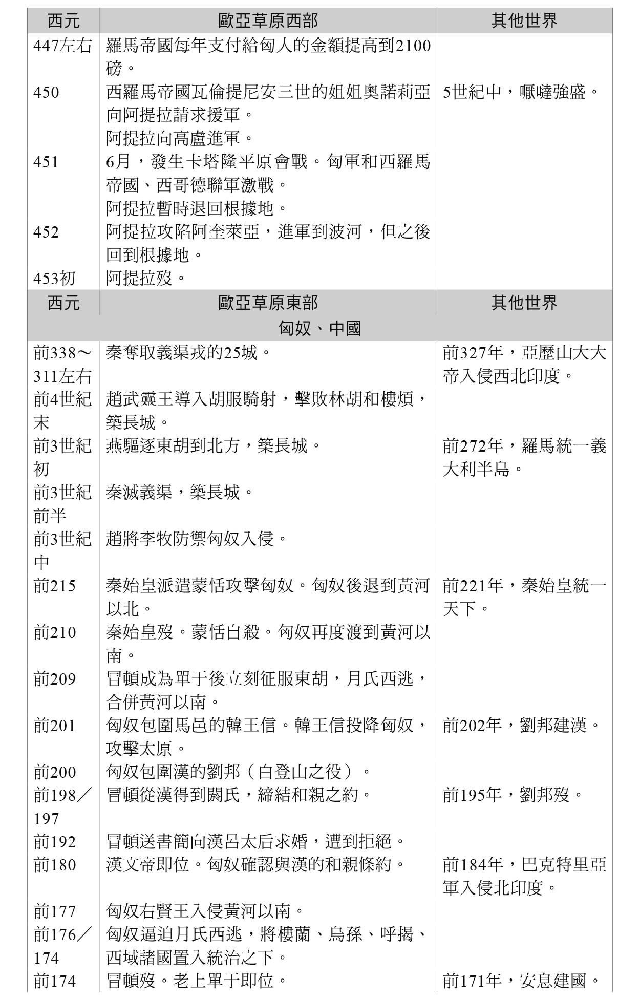 西元 歐亞草原西部 其他世界
447左右 羅馬帝國每年支付給匈人的金額提高到2100
磅。
450 西羅馬帝國瓦倫提尼安三世的姐姐奧諾莉亞 5世紀中，嚈噠強盛。
向阿提拉請求援軍。
阿提拉向高盧進軍。
451 6月，發生卡塔隆平原會戰。匈軍和西羅馬
帝國、西哥德聯軍激戰。
阿提拉暫時退回根據地。
452 阿提拉攻陷阿奎萊亞，進軍到波河，但之後
回到根據地。
453初 阿提拉歿。
西元 歐亞草原東部 其他世界
匈奴、中國
前338～ 秦奪取義渠戎的25城。 前327年，亞歷山大大
311左右 帝入侵西北印度。
前4世紀 趙武靈王導入胡服騎射，擊敗林胡和樓煩，
末 築長城。
前3世紀 燕驅逐東胡到北方，築長城。 前272年，羅馬統一義
初 大利半島。
前3世紀 秦滅義渠，築長城。
前半
前3世紀 趙將李牧防禦匈奴入侵。
中
前215 秦始皇派遣蒙恬攻擊匈奴。匈奴後退到黃河 前221年，秦始皇統一
以北。 天下。
前210 秦始皇歿。蒙恬自殺。匈奴再度渡到黃河以
南。
前209 冒頓成為單于後立刻征服東胡，月氏西逃，
合併黃河以南。
前201 匈奴包圍馬邑的韓王信。韓王信投降匈奴， 前202年，劉邦建漢。
攻擊太原。
前200 匈奴包圍漢的劉邦（白登山之役）。
前198／ 冒頓從漢得到閼氏，締結和親之約。 前195年，劉邦歿。
197
前192 冒頓送書簡向漢呂太后求婚，遭到拒絕。
前180 漢文帝即位。匈奴確認與漢的和親條約。 前184年，巴克特里亞
軍入侵北印度。
前177 匈奴右賢王入侵黃河以南。
前176／ 匈奴逼迫月氏西逃，將樓蘭、烏孫、呼揭、
174 西域諸國置入統治之下。
前174 冒頓歿。老上單于即位。 前171年，安息建國。